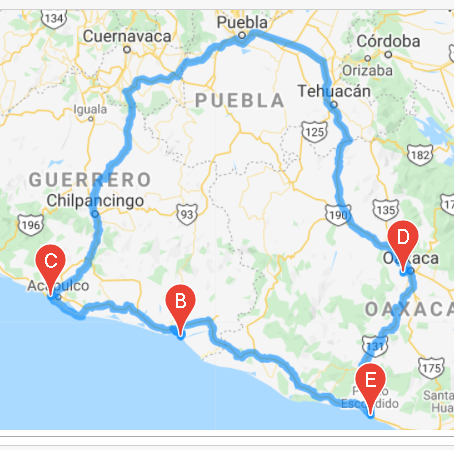 134
Puebla
Cuernavaca
Córdoba
Orizaba
Tehuacán
PUEBLA
Iguala
125
182
GUERRERO
Chilpancingo
93
190
135
196
D
C
Oaxaca
Acapulco
B
OAXACA
131
E
175
Puerto
Escondido
Santa
Hua